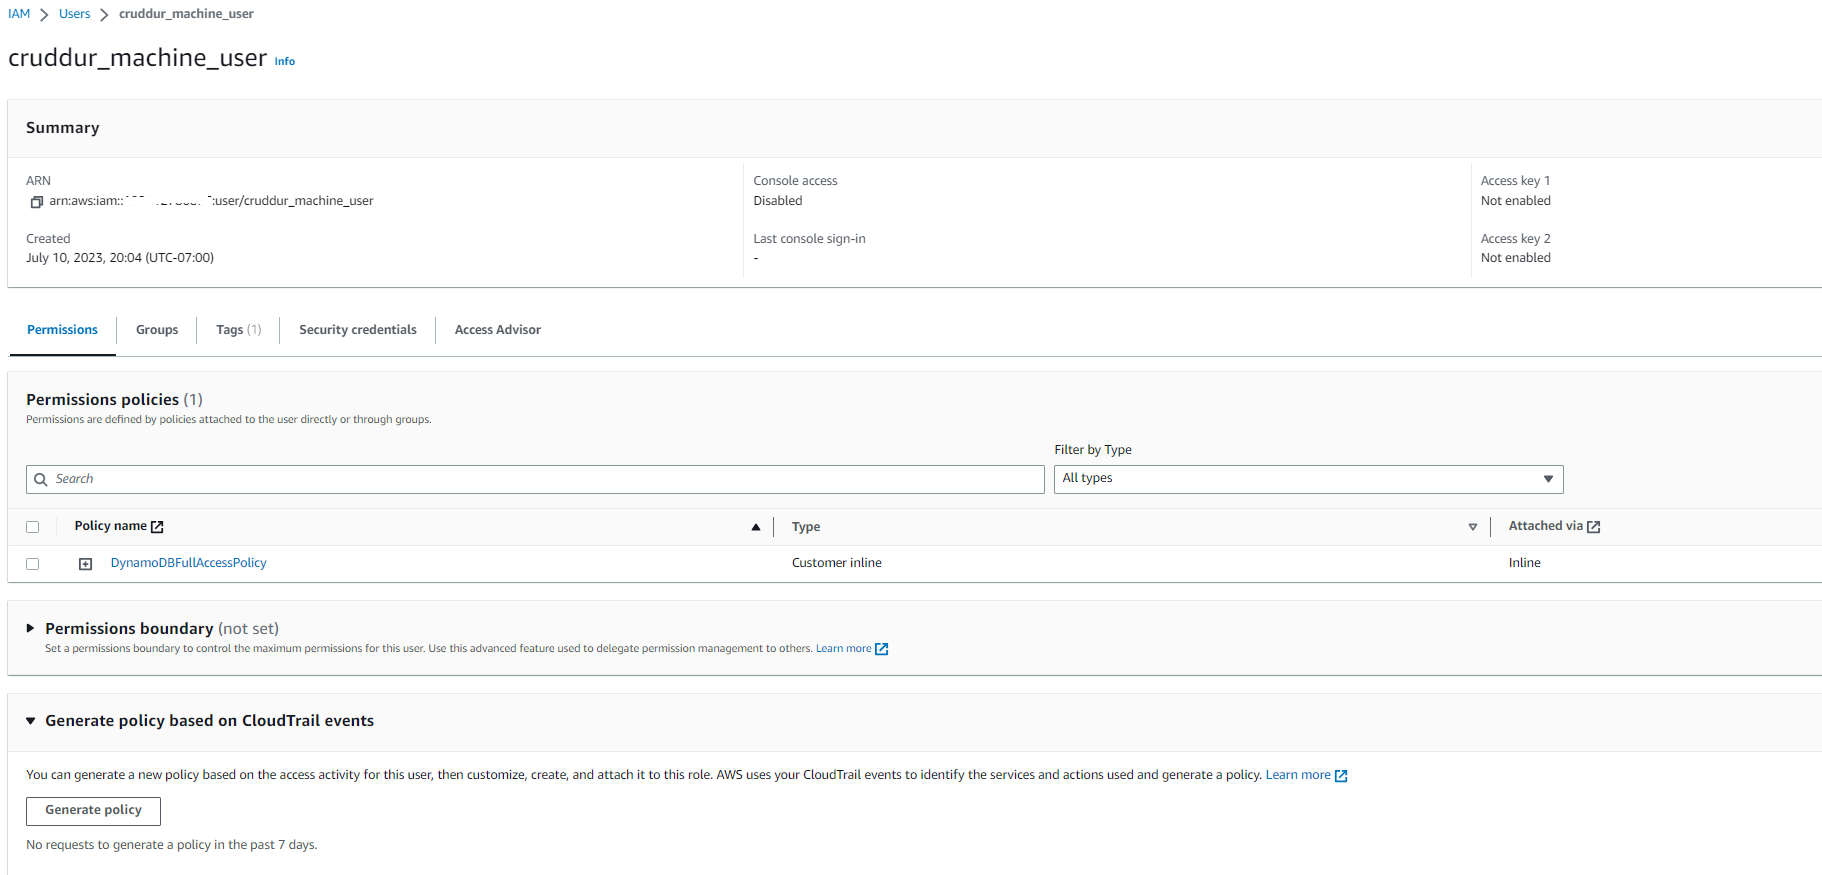 IAM > Users > cruddur_machine_user
cruddur_machine_user Info
Summary
ARN
arn:aws:iam:: :user/cruddur_machine_user
Created
July 10, 2023, 20:04 (UTC-07:00)
Console access
Disabled
Last console sign-in
-
Access key 1
Not enabled
Access key 2
Not enabled
Permissions Groups Tags (1) Security credentials Access Advisor
Permissions policies (1)
Permissions are defined by policies attached to the user directly or through groups.
Filter by Type
Search All types
Policy name Type Attached via
DynamoDBFullAccessPolicy Customer inline Inline
Permissions boundary (not set)
Set a permissions boundary to control the maximum permissions for this user. Use this advanced feature used to delegate permission management to others. Learn more
Generate policy based on CloudTrail events
You can generate a new policy based on the access activity for this user, then customize, create, and attach it to this role. AWS uses your CloudTrail events to identify the services and actions used and generate a policy. Learn more
Generate policy
No requests to generate a policy in the past 7 days.